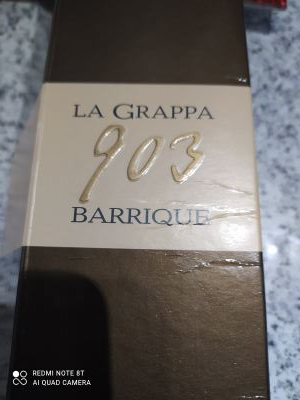 LA GRAPPA
903
BARRIQUE
REDMI NOTE 8T
AI QUAD CAMERA